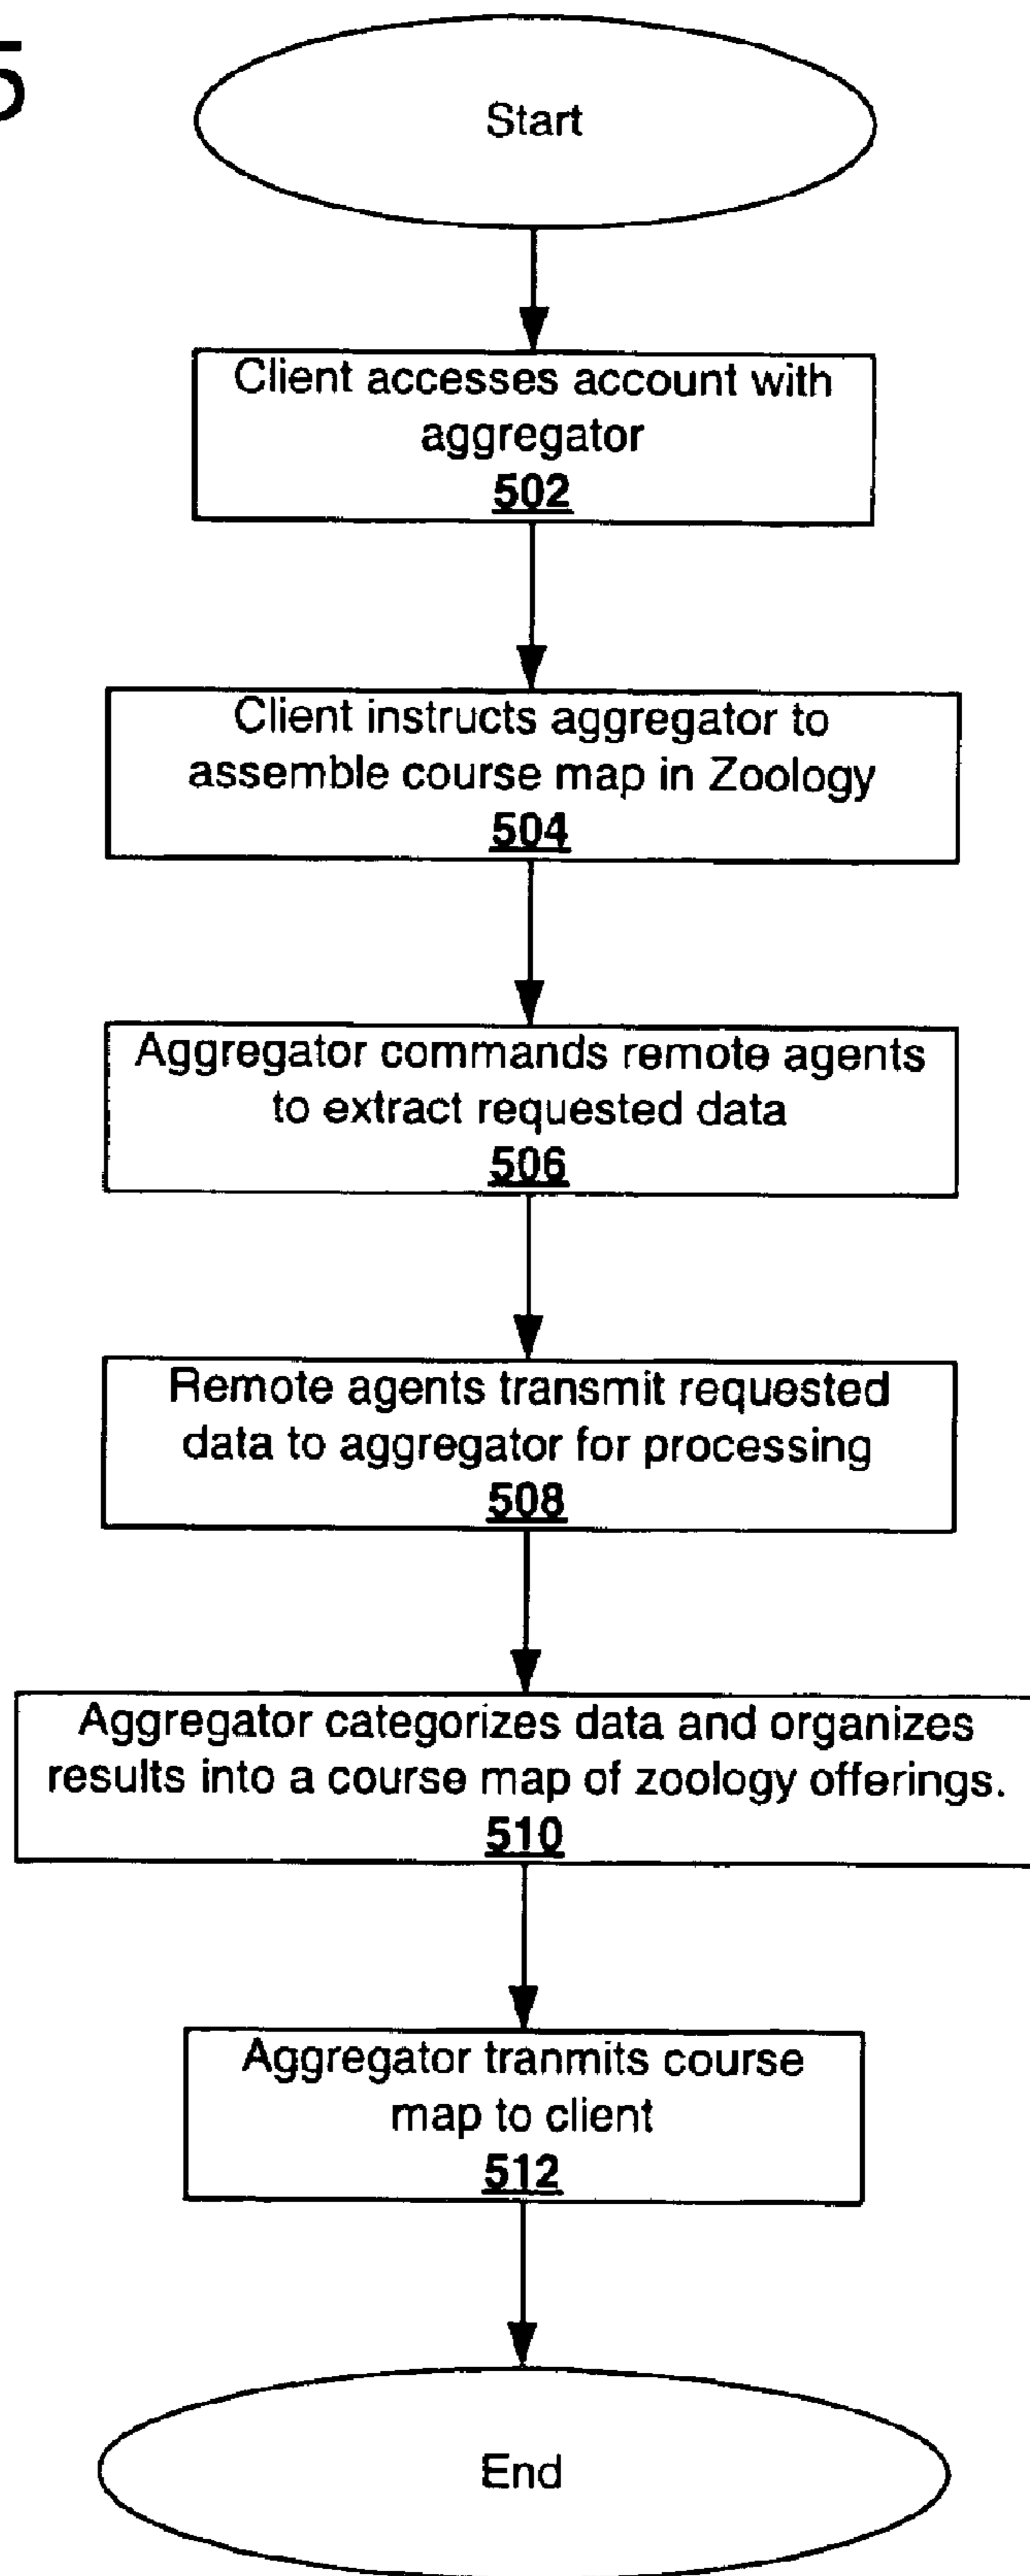 5
Start
Client accesses account with
aggregator
502
Client instructs aggregator to
assemble course map in Zoology
504
Aggregator commands remote agents
to extract requested data
506
Remote agents transmit requested
data to aggregator for processing
508
Aggregator categorizes data and organizes
results into a course map of zoology offerings.
510
Aggregator tranmits course
map to client
512
End